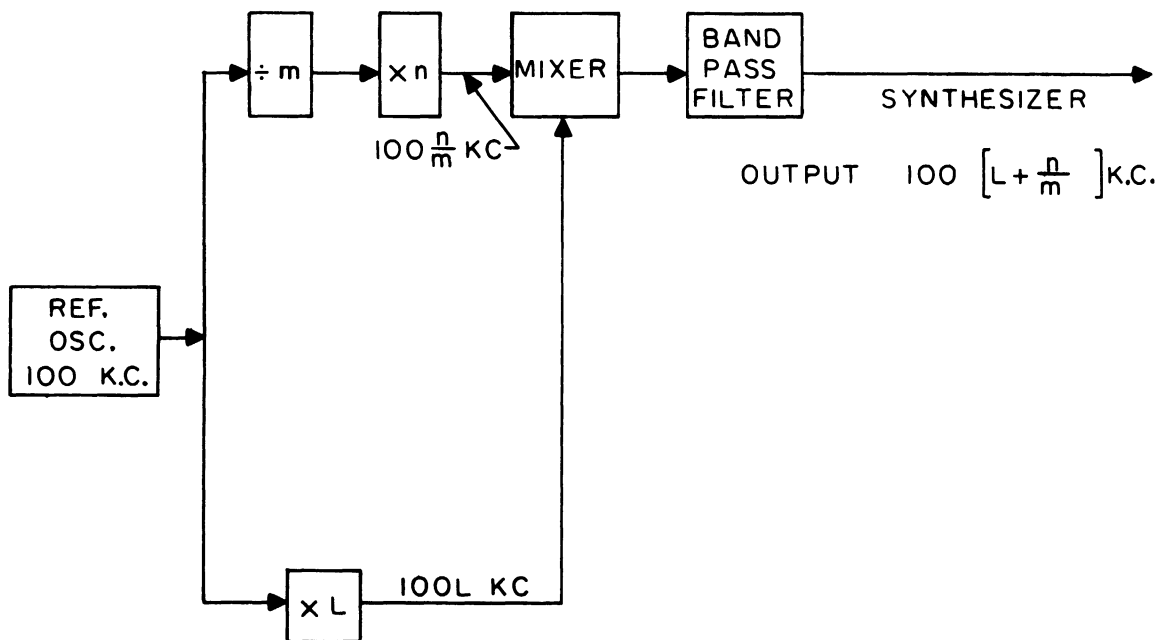 ÷ m
× n
MIXER
BAND
PASS
FILTER
SYNTHESIZER
100 n/m KC
OUTPUT 100 [L + n/m ] K.C.
REF.
OSC.
100 K.C.
× L
100L KC